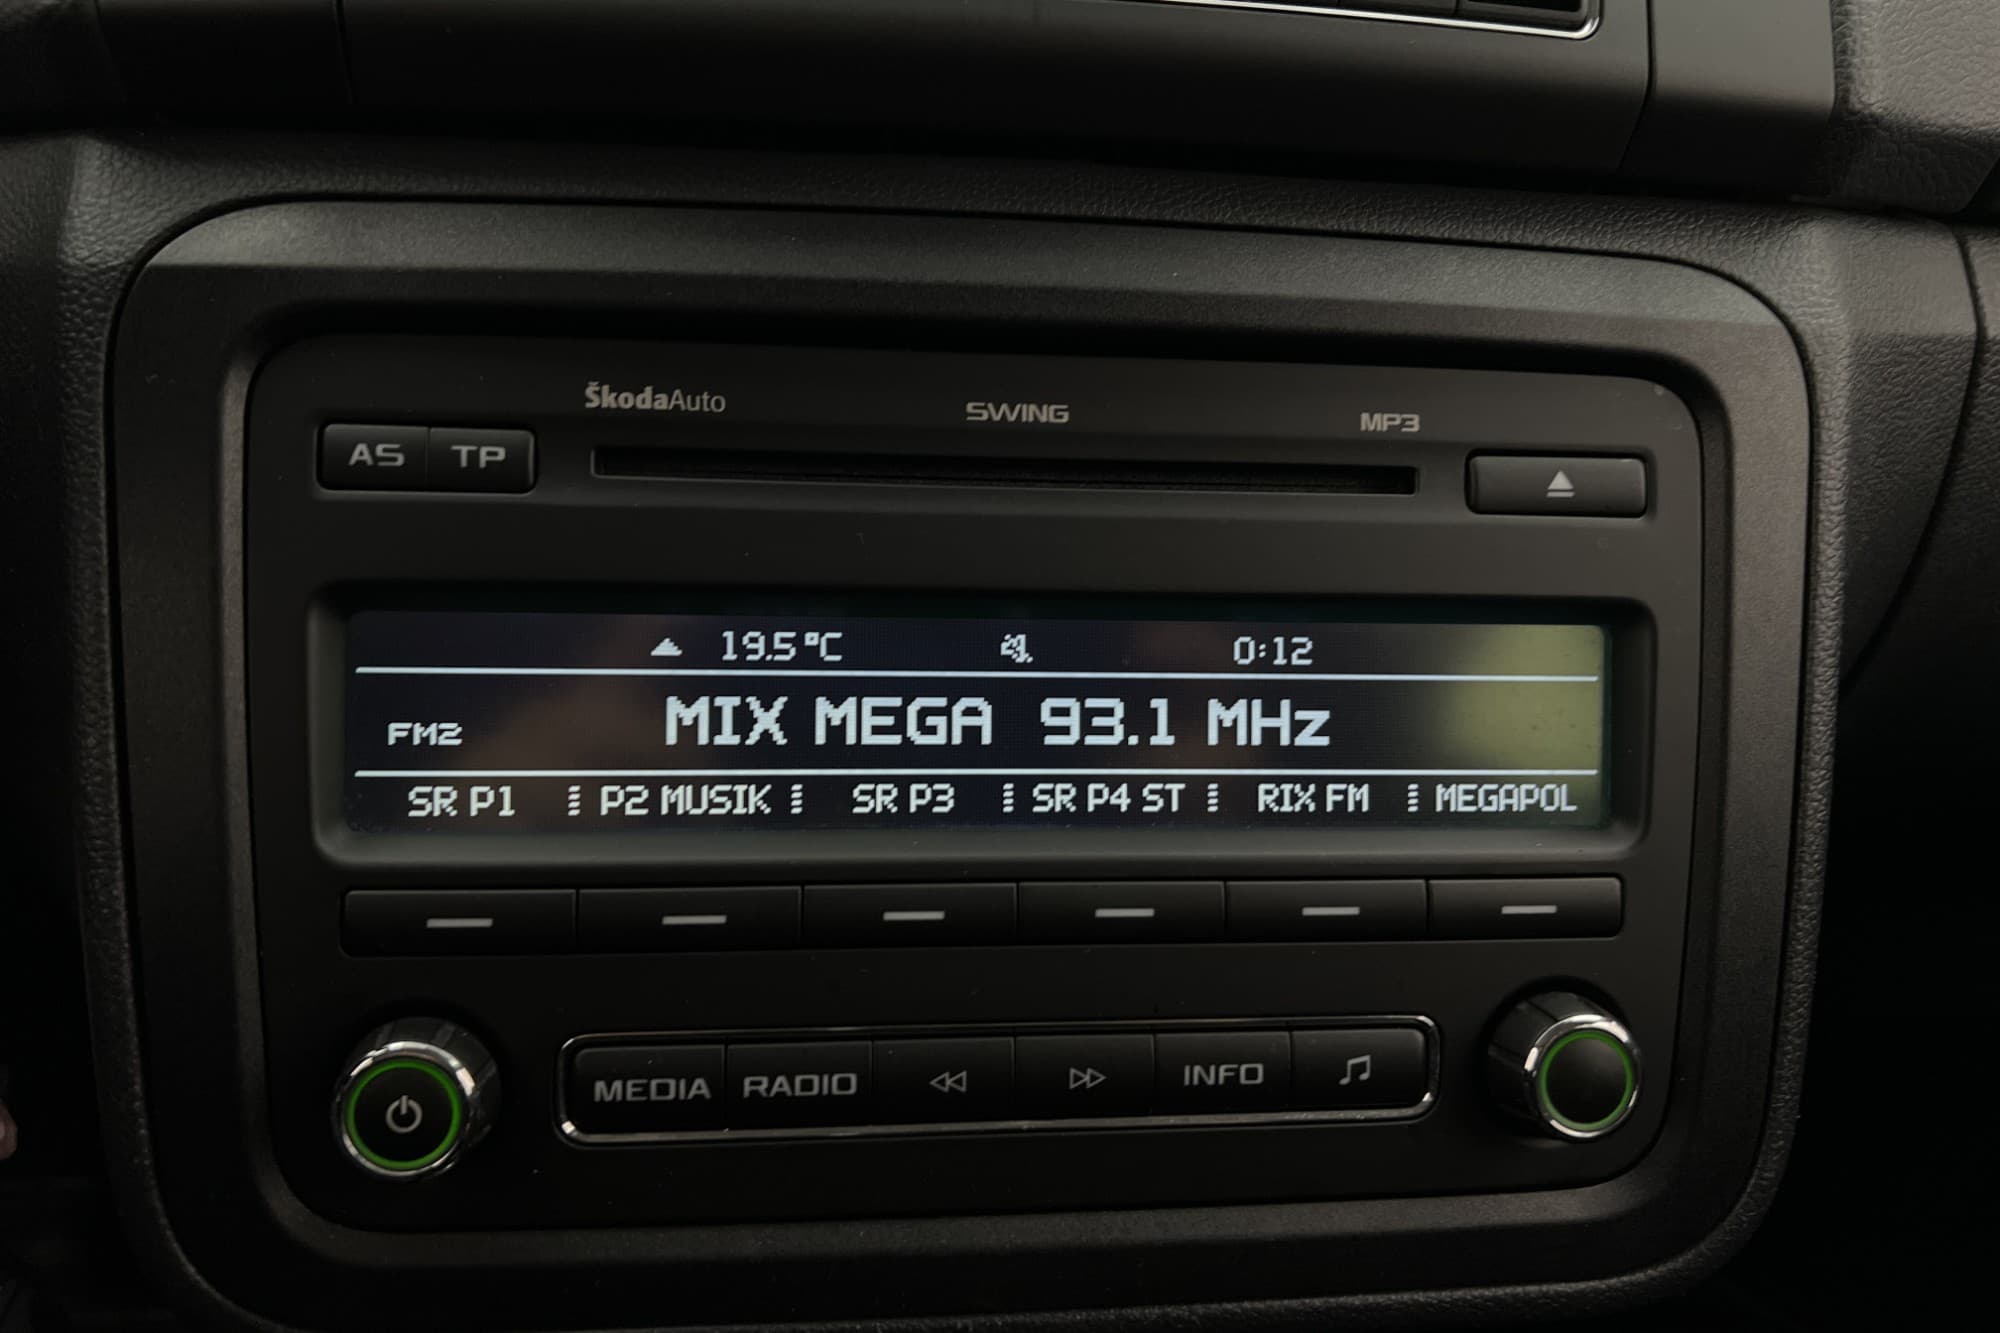 ŠkodaAuto SWING MP3
AS TP
19.5°C 0:12
FM2 MIX MEGA 93.1 MHz
SR P1 P2 MUSIK SR P3 SR P4 ST RIX FM MEGAPOL
MEDIA RADIO INFO